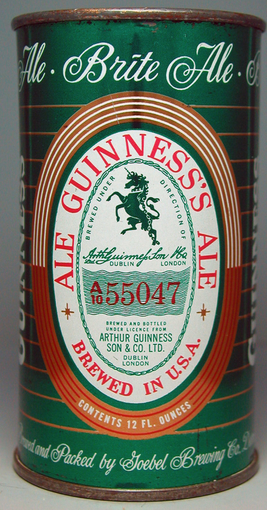 Ale · Brite Ale ·
GUINNESS'S
ALE ALE
BREWED UNDER DIRECTION OF
Arthr Guinness Son & Co
DUBLIN LONDON
A/16 55047
BREWED AND BOTTLED
UNDER LICENCE FROM
ARTHUR GUINNESS
SON & CO. LTD.
DUBLIN
LONDON
BREWED IN U.S.A.
CONTENTS 12 FL. OUNCES
and Packed by Goebel Brewing Co.